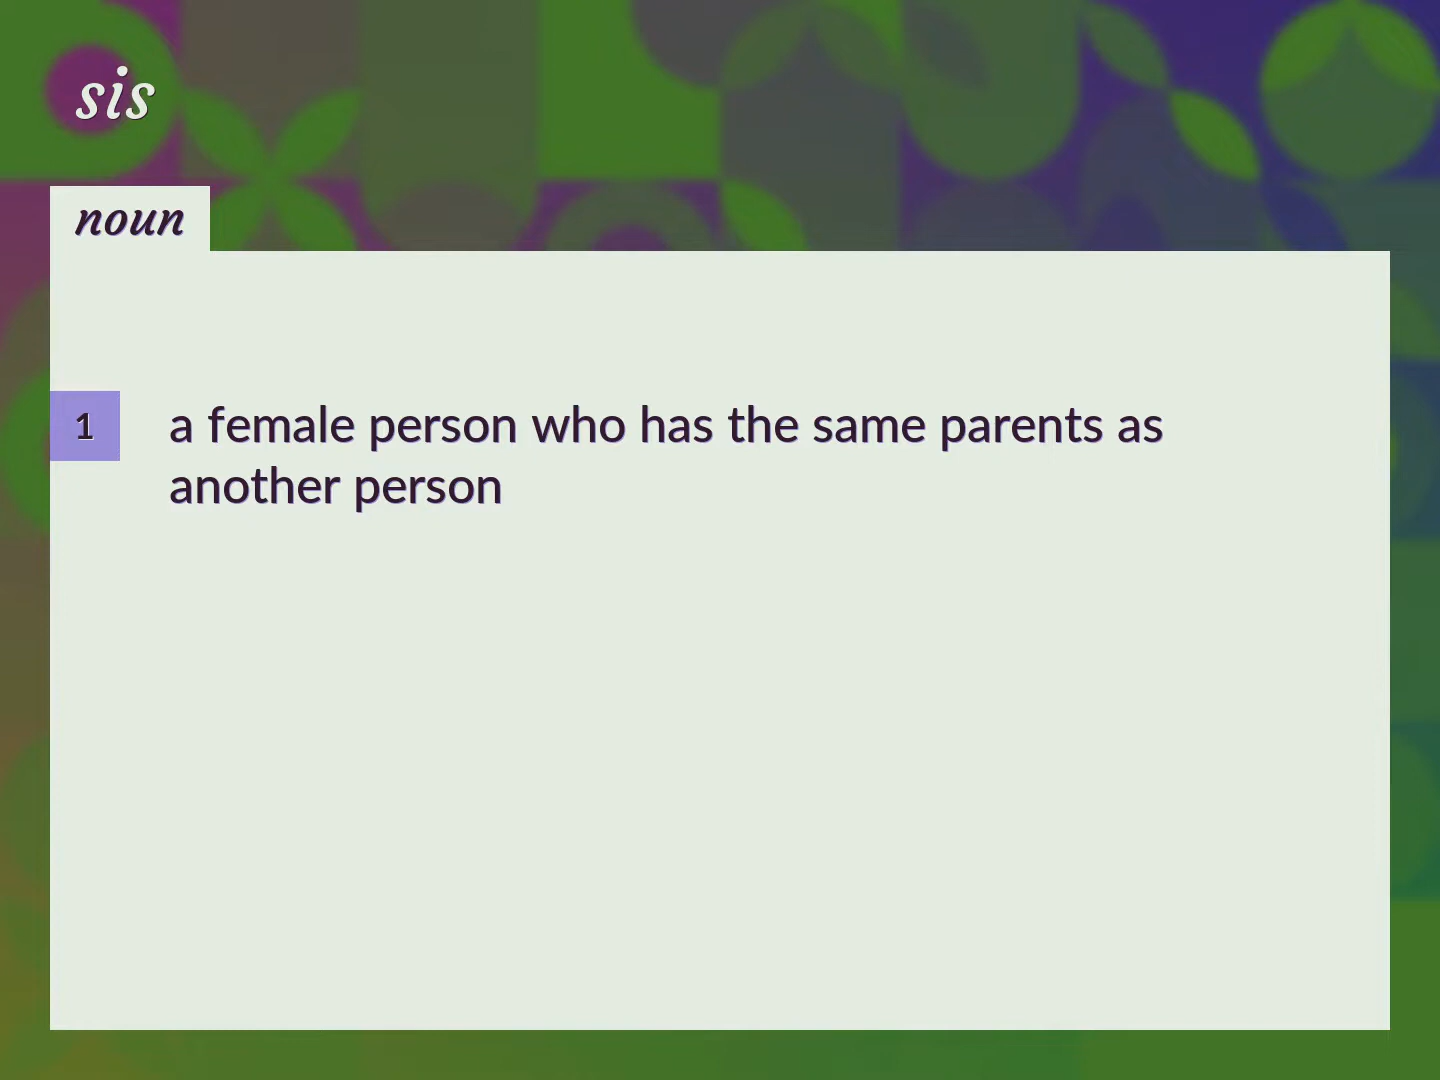 sis
noun
1
a female person who has the same parents as
another person